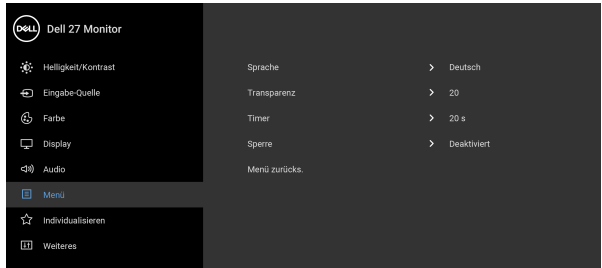 DELL Dell 27 Monitor
Helligkeit/Kontrast
Eingabe-Quelle
Farbe
Display
Audio
Menü
Individualisieren
Weiteres
Sprache > Deutsch
Transparenz > 20
Timer > 20 s
Sperre > Deaktiviert
Menü zurücks.